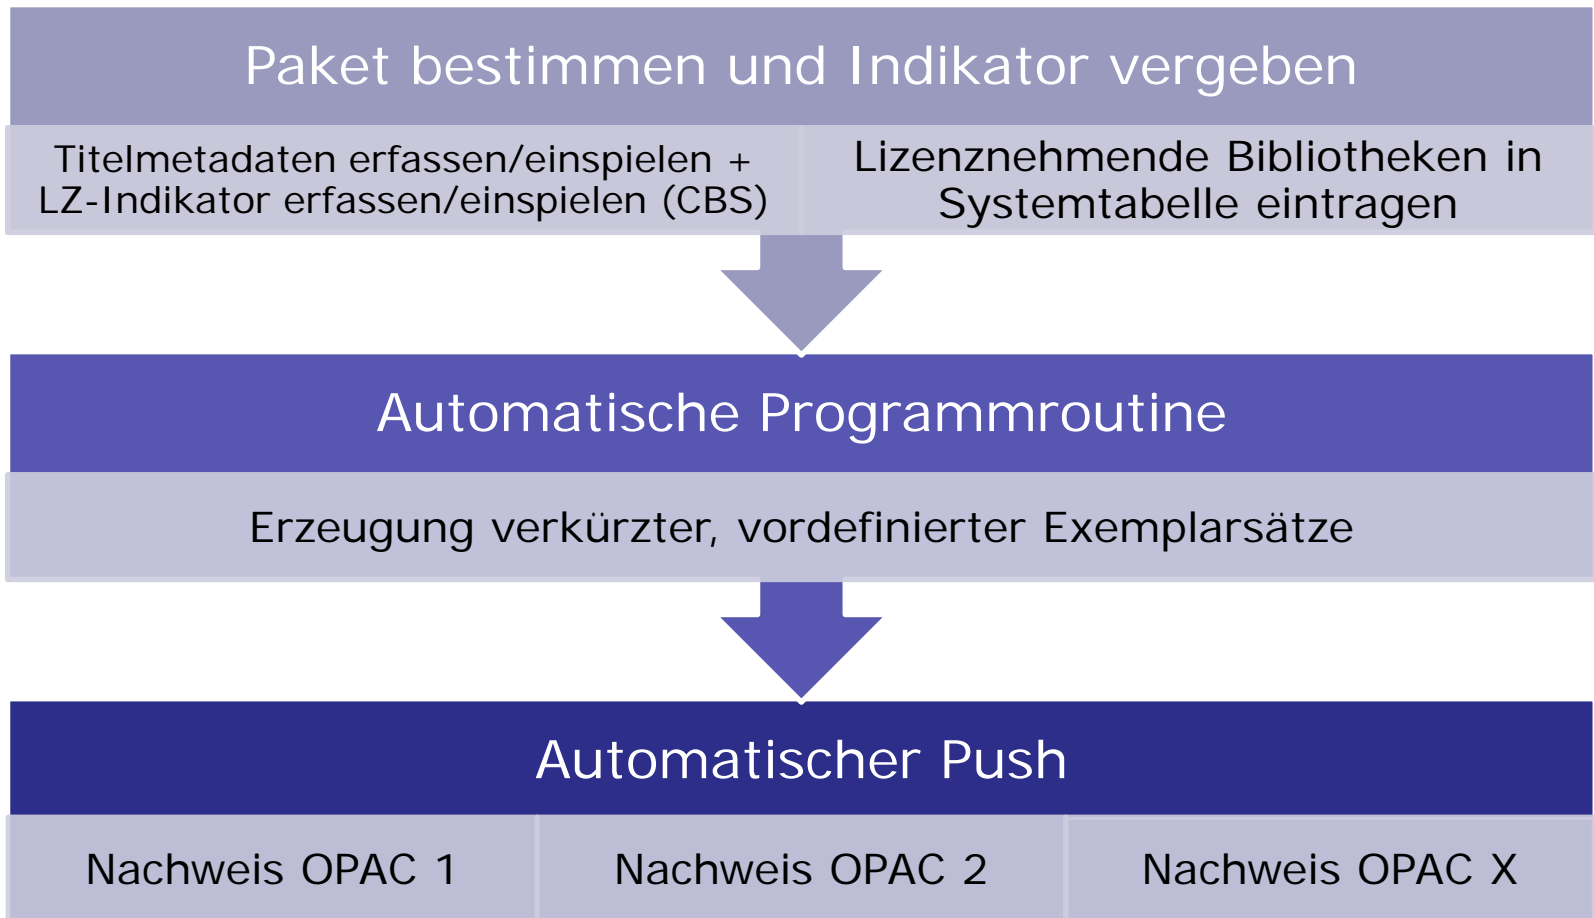 Paket bestimmen und Indikator vergeben
Titelmetadaten erfassen/einspielen +
LZ-Indikator erfassen/einspielen (CBS)
Lizenznehmende Bibliotheken in
Systemtabelle eintragen
Automatische Programmroutine
Erzeugung verkürzter, vordefinierter Exemplarsätze
Automatischer Push
Nachweis OPAC 1
Nachweis OPAC 2
Nachweis OPAC X